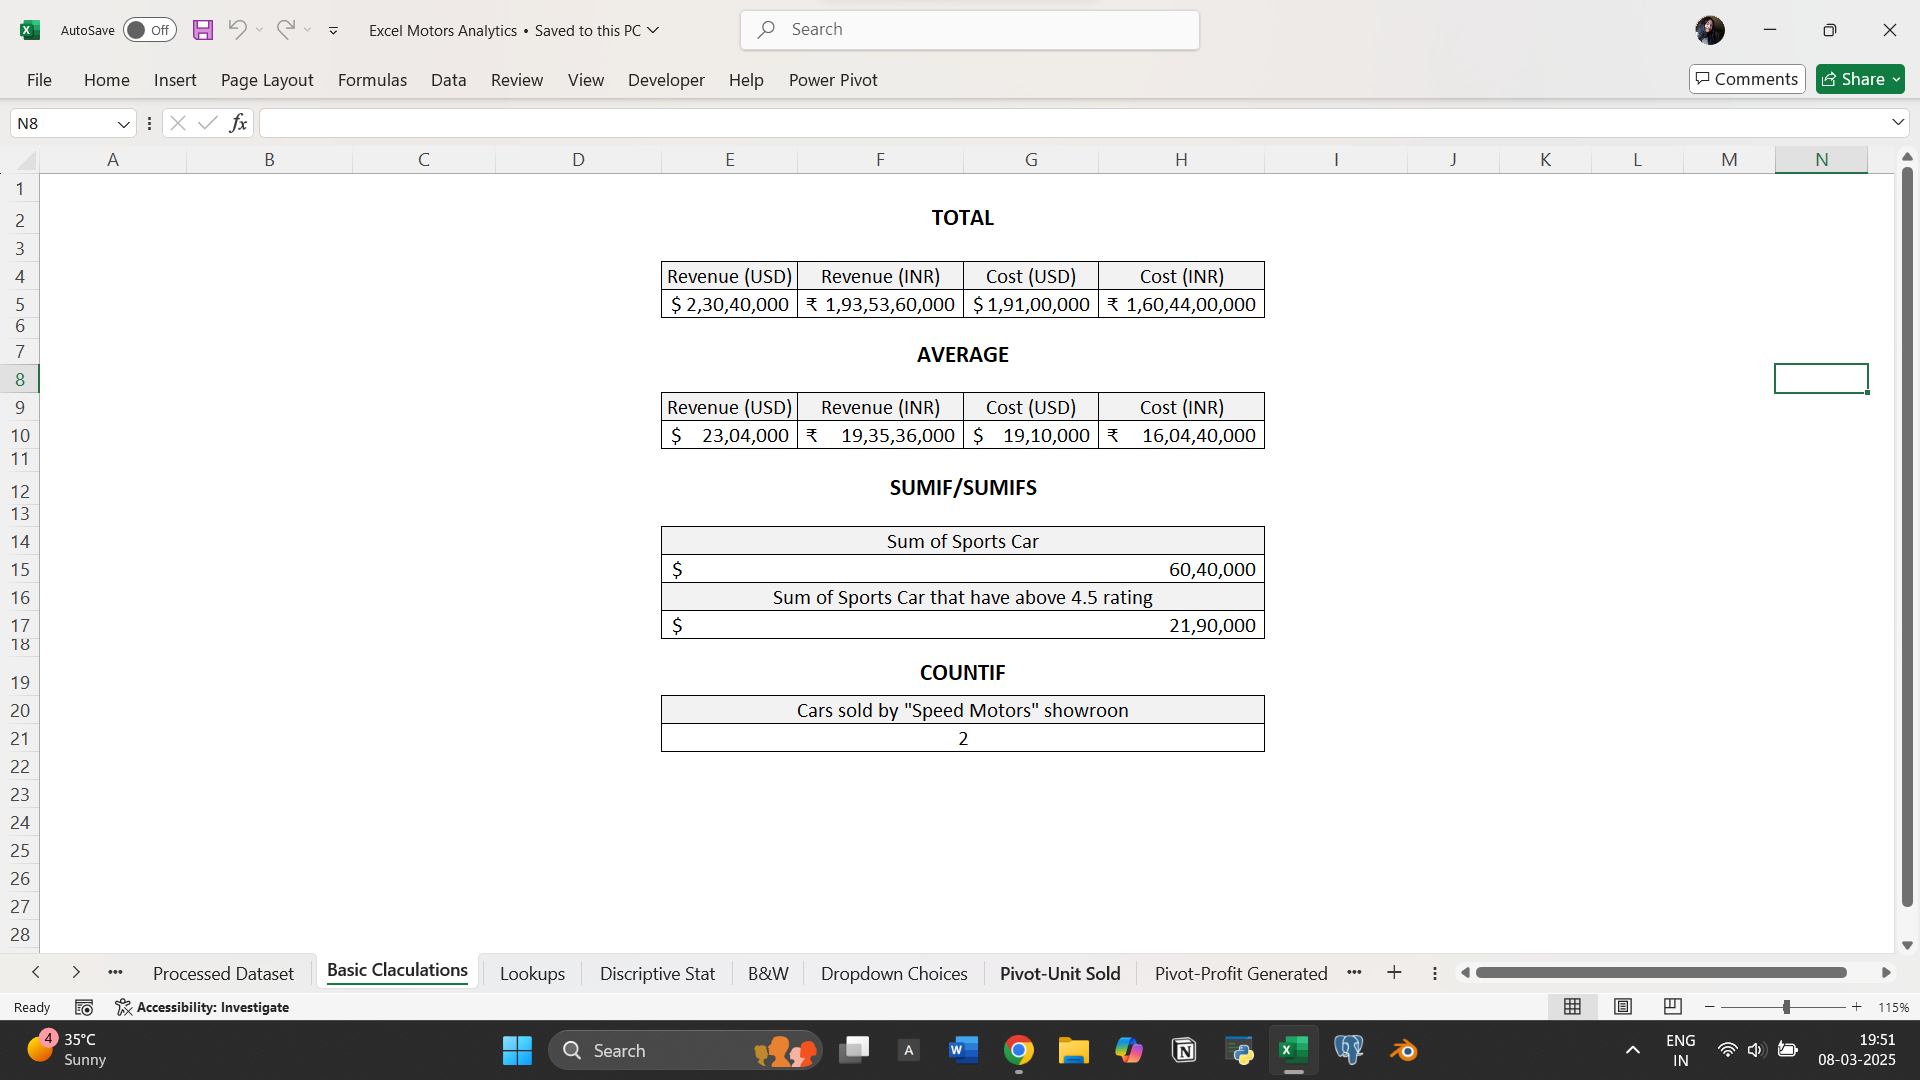 AutoSave Off Excel Motors Analytics • Saved to this PC Search
File Home Insert Page Layout Formulas Data Review View Developer Help Power Pivot Comments Share
N8 fx
A B C D E F G H I J K L M N
1
2 TOTAL
3
4 Revenue (USD) Revenue (INR) Cost (USD) Cost (INR)
5 $ 2,30,40,000 ₹ 1,93,53,60,000 $ 1,91,00,000 ₹ 1,60,44,00,000
6
7 AVERAGE
8
9 Revenue (USD) Revenue (INR) Cost (USD) Cost (INR)
10 $ 23,04,000 ₹ 19,35,36,000 $ 19,10,000 ₹ 16,04,40,000
11
12 SUMIF/SUMIFS
13
14 Sum of Sports Car
15 $ 60,40,000
16 Sum of Sports Car that have above 4.5 rating
17 $ 21,90,000
18
19 COUNTIF
20 Cars sold by "Speed Motors" showroon
21 2
22
23
24
25
26
27
28
Processed Dataset Basic Claculations Lookups Discriptive Stat B&W Dropdown Choices Pivot-Unit Sold Pivot-Profit Generated
Ready Accessibility: Investigate 115%
4 35°C Search A ENG 19:51
Sunny IN 08-03-2025